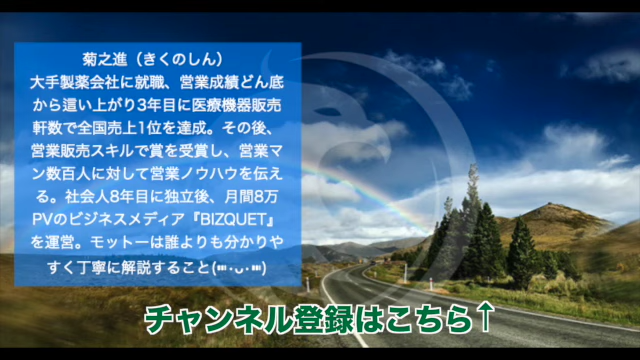 菊之進（きくのしん）
大手製薬会社に就職、営業成績どん底
から這い上がり3年目に医療機器販売
軒数で全国売上1位を達成。その後、
営業販売スキルで賞を受賞し、営業マ
ン数百人に対して営業ノウハウを伝え
る。社会人8年目に独立後、月間8万
PVのビジネスメディア『BIZQUET』
を運営。モットーは誰よりも分かりや
すく丁寧に解説すること(⑉･ᴗ･⑉)
チャンネル登録はこちら↑